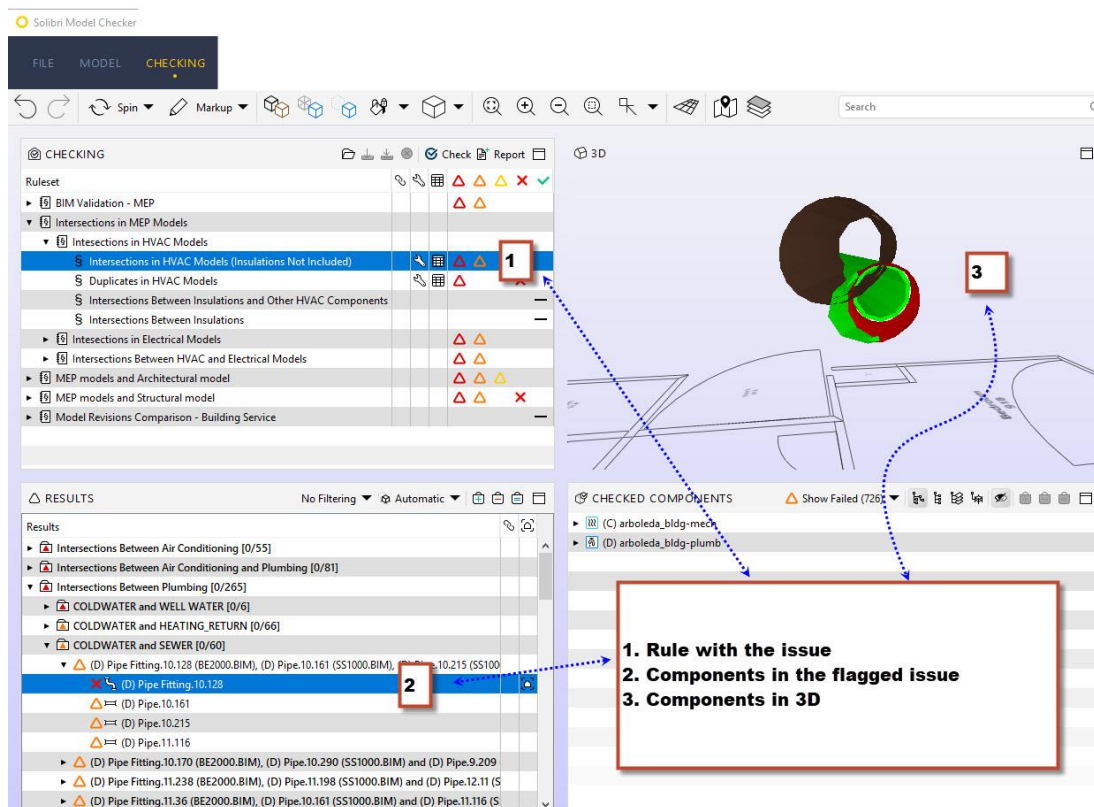 Solibri Model Checker
FILE MODEL CHECKING
Spin Markup Search
CHECKING Check Report
Ruleset
BIM Validation - MEP
Intersections in MEP Models
Intesections in HVAC Models
§ Intersections in HVAC Models (Insulations Not Included)
§ Duplicates in HVAC Models
§ Intersections Between Insulations and Other HVAC Components
§ Intersections Between Insulations
Intesections in Electrical Models
Intersections Between HVAC and Electrical Models
MEP models and Architectural model
MEP models and Structural model
Model Revisions Comparison - Building Service
1
3D
3
RESULTS No Filtering Automatic
Results
Intersections Between Air Conditioning [0/55]
Intersections Between Air Conditioning and Plumbing [0/81]
Intersections Between Plumbing [0/265]
COLDWATER and WELL WATER [0/6]
COLDWATER and HEATING_RETURN [0/66]
COLDWATER and SEWER [0/60]
(D) Pipe Fitting.10.128 (BE2000.BIM), (D) Pipe.10.161 (SS1000.BIM), (D) Pipe.10.215 (SS100
(D) Pipe Fitting.10.128
(D) Pipe.10.161
(D) Pipe.10.215
(D) Pipe.11.116
(D) Pipe Fitting.10.170 (BE2000.BIM), (D) Pipe.10.290 (SS1000.BIM) and (D) Pipe.9.209
(D) Pipe Fitting.11.238 (BE2000.BIM), (D) Pipe.11.198 (SS1000.BIM) and (D) Pipe.12.11 (S
(D) Pipe Fitting.11.36 (BE2000.BIM), (D) Pipe.10.161 (SS1000.BIM) and (D) Pipe.11.116 (S
2
CHECKED COMPONENTS Show Failed (726)
(C) arboleda_bldg-mech
(D) arboleda_bldg-plumb
1. Rule with the issue
2. Components in the flagged issue
3. Components in 3D